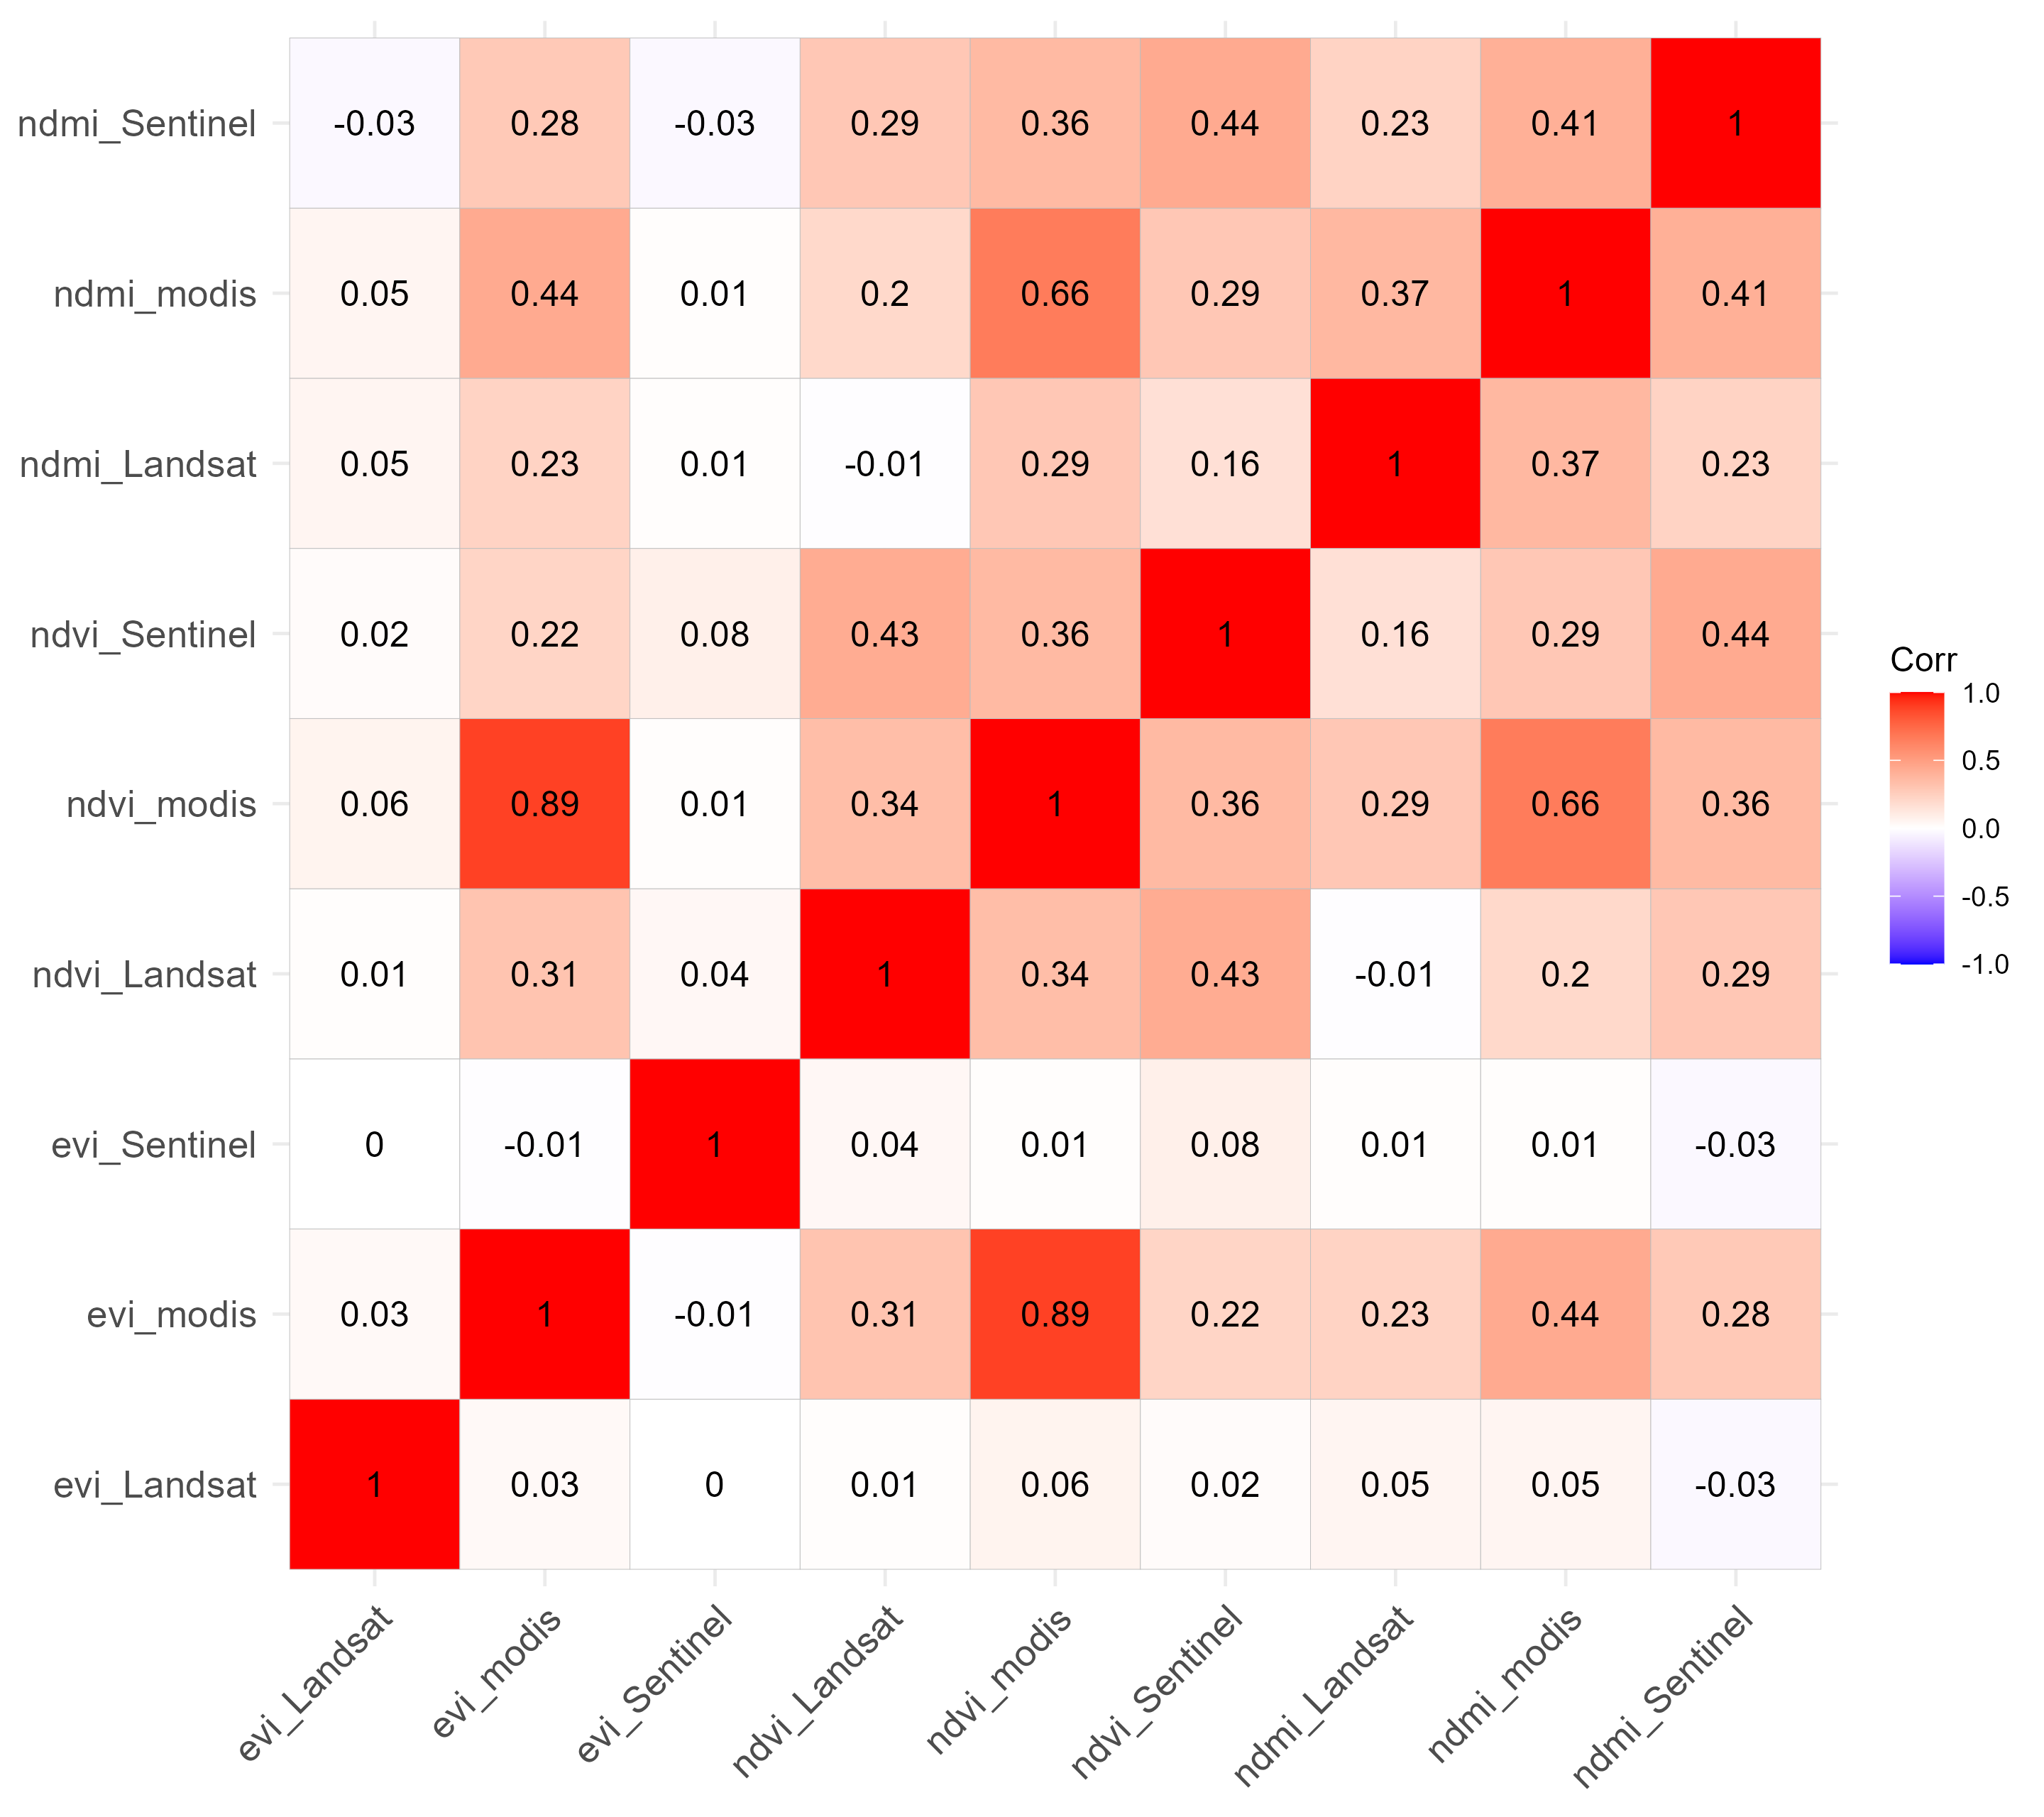 ndmi_Sentinel -0.03 0.28 -0.03 0.29 0.36 0.44 0.23 0.41 1
ndmi_modis 0.05 0.44 0.01 0.2 0.66 0.29 0.37 1 0.41
ndmi_Landsat 0.05 0.23 0.01 -0.01 0.29 0.16 1 0.37 0.23
ndvi_Sentinel 0.02 0.22 0.08 0.43 0.36 1 0.16 0.29 0.44
ndvi_modis 0.06 0.89 0.01 0.34 1 0.36 0.29 0.66 0.36
ndvi_Landsat 0.01 0.31 0.04 1 0.34 0.43 -0.01 0.2 0.29
evi_Sentinel 0 -0.01 1 0.04 0.01 0.08 0.01 0.01 -0.03
evi_modis 0.03 1 -0.01 0.31 0.89 0.22 0.23 0.44 0.28
evi_Landsat 1 0.03 0 0.01 0.06 0.02 0.05 0.05 -0.03
evi_Landsat
evi_modis
evi_Sentinel
ndvi_Landsat
ndvi_modis
ndvi_Sentinel
ndmi_Landsat
ndmi_modis
ndmi_Sentinel
Corr
1.0
0.5
0.0
-0.5
-1.0